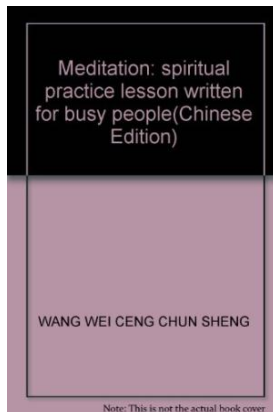 Meditation: spiritual
practice lesson written
for busy people(Chinese
Edition)
WANG WEI CENG CHUN SHENG
Note: This is not the actual book cover